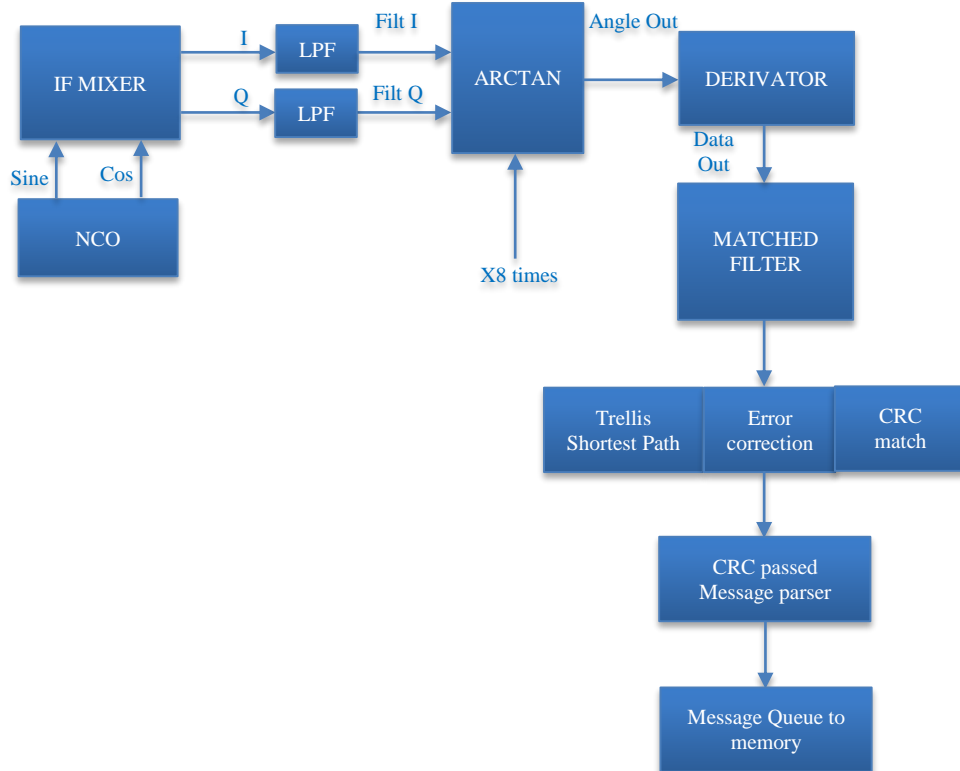 IF MIXER
I
Q
LPF
LPF
Filt I
Filt Q
ARCTAN
Angle Out
DERIVATOR
Sine
Cos
NCO
X8 times
Data
Out
MATCHED
FILTER
Trellis
Shortest Path
Error
correction
CRC
match
CRC passed
Message parser
Message Queue to
memory